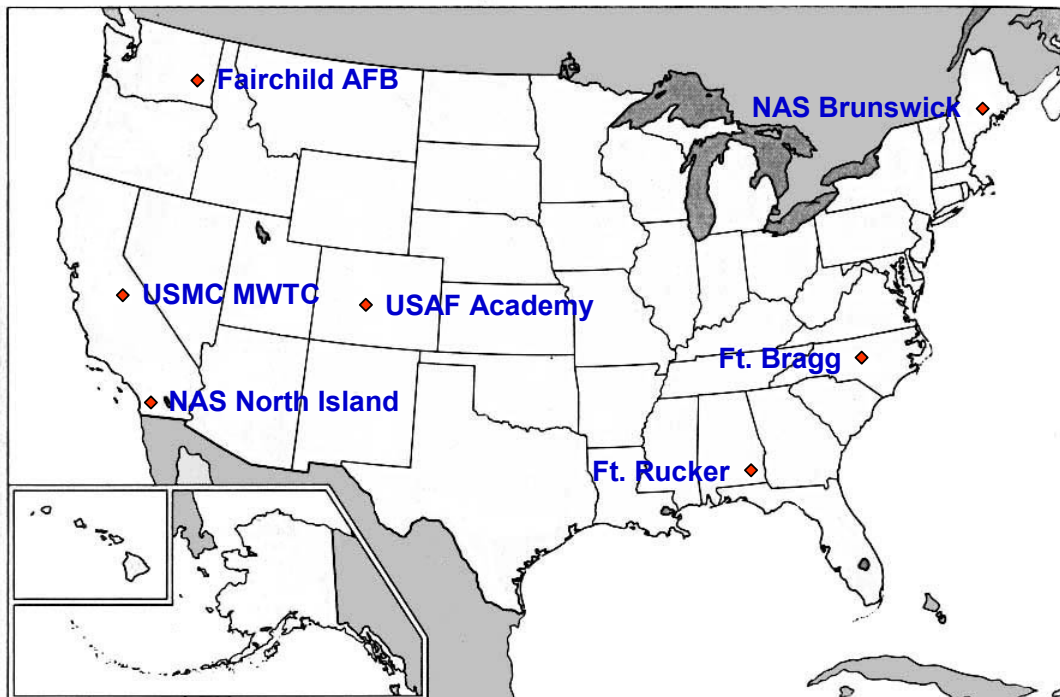 Fairchild AFB
NAS Brunswick
USMC MWTC
USAF Academy
Ft. Bragg
NAS North Island
Ft. Rucker